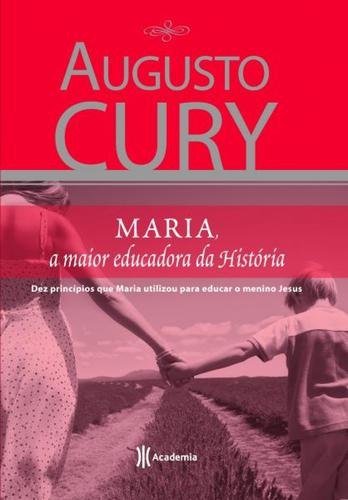 AUGUSTO
CURY
MARIA,
a maior educadora da História
Dez princípios que Maria utilizou para educar o menino Jesus
Academia